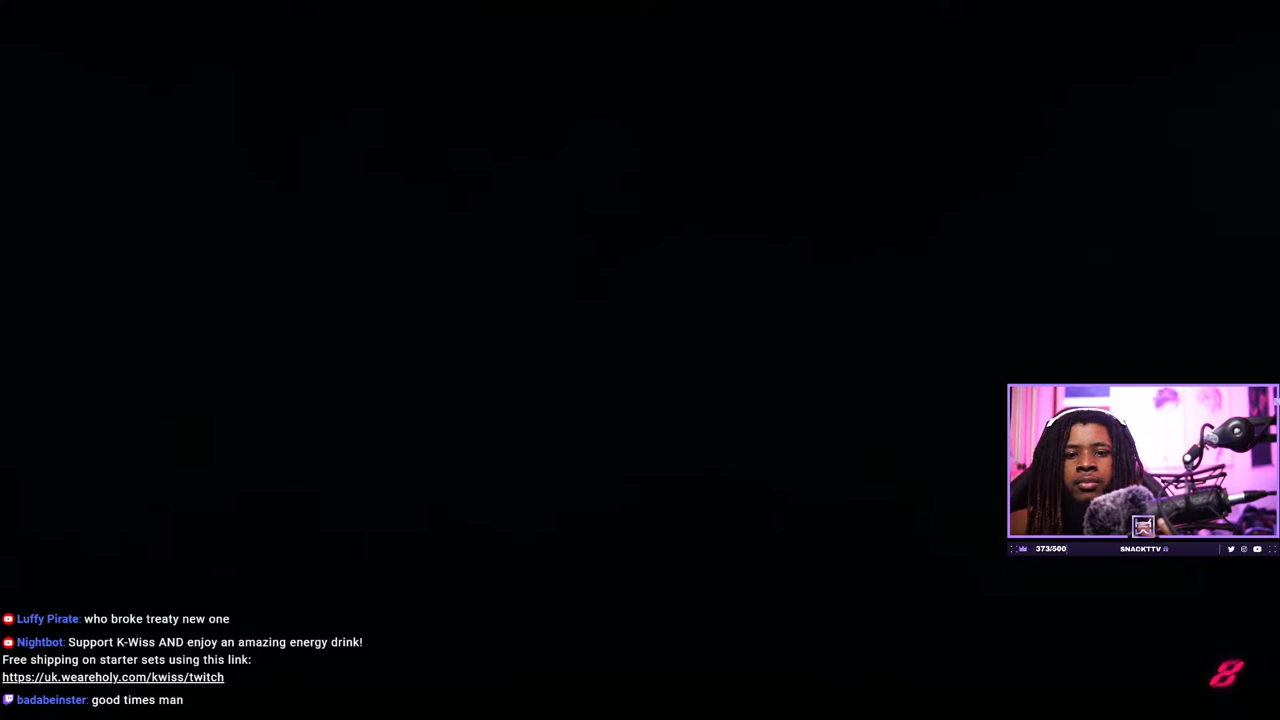 373/500
SNACKTTV
Luffy Pirate: who broke treaty new one
Nightbot: Support K-Wiss AND enjoy an amazing energy drink!
Free shipping on starter sets using this link:
https://uk.weareholy.com/kwiss/twitch
badabeinster: good times man
8